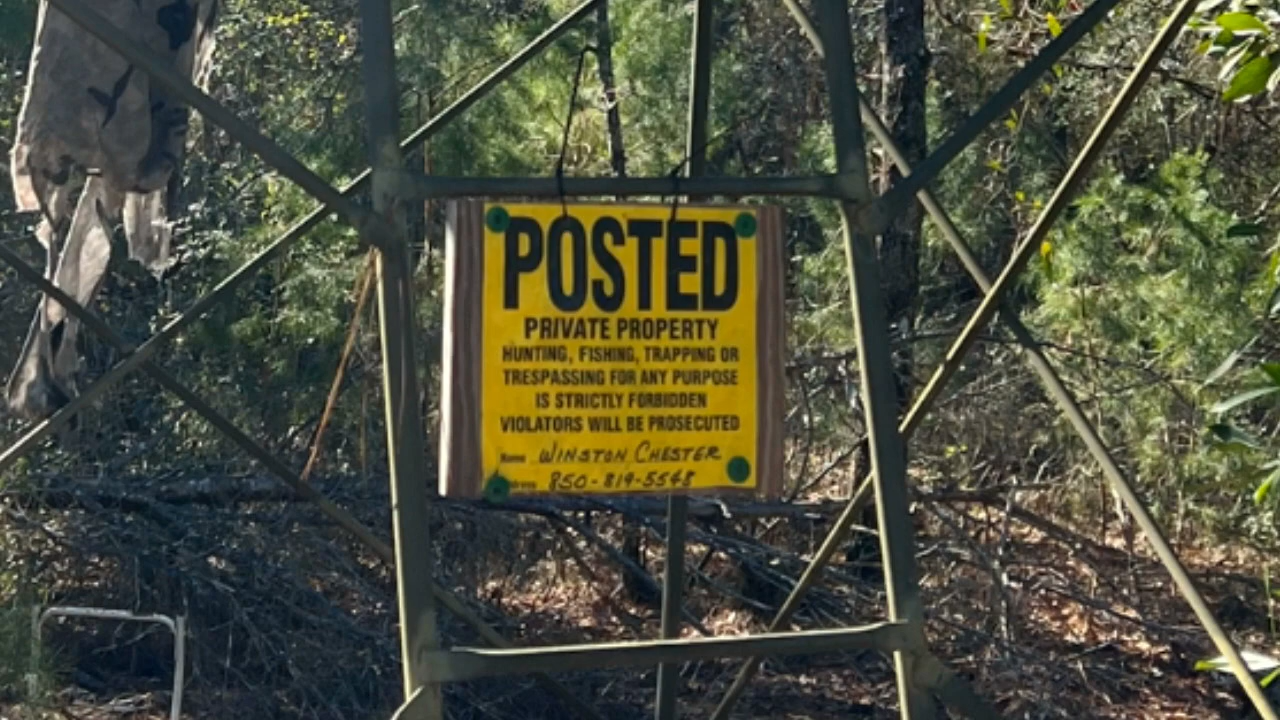 POSTED
PRIVATE PROPERTY
HUNTING, FISHING, TRAPPING OR
TRESPASSING FOR ANY PURPOSE
IS STRICTLY FORBIDDEN
VIOLATORS WILL BE PROSECUTED
Name WINSTON CHESTER
850-819-5548